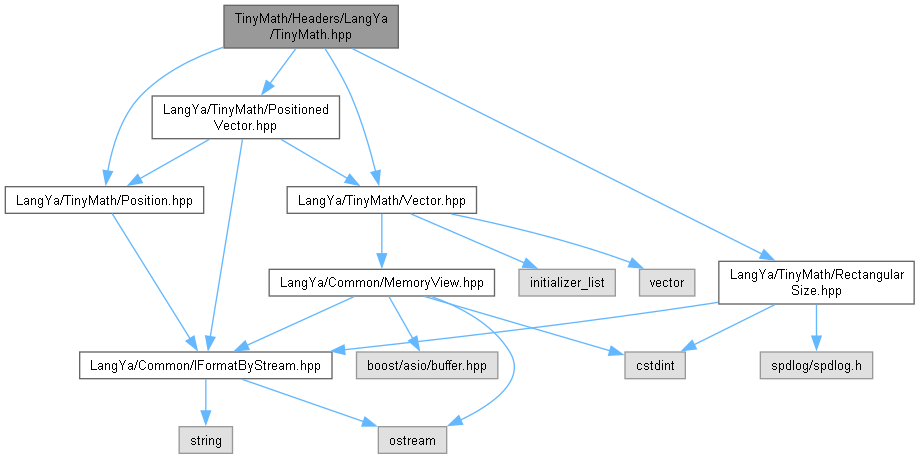 TinyMath/Headers/LangYa
/TinyMath.hpp
LangYa/TinyMath/Positioned
Vector.hpp
LangYa/TinyMath/Position.hpp
LangYa/TinyMath/Vector.hpp
LangYa/TinyMath/Rectangular
Size.hpp
LangYa/Common/MemoryView.hpp
initializer_list
vector
LangYa/Common/IFormatByStream.hpp
boost/asio/buffer.hpp
cstdint
spdlog/spdlog.h
string
ostream